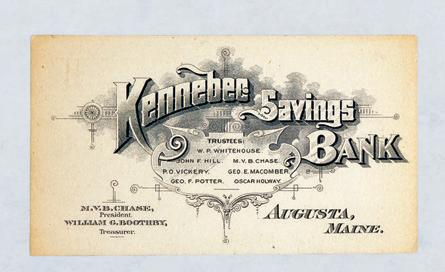 Kennebec Savings
BANK
TRUSTEES:
W. P. WHITEHOUSE.
JOHN F. HILL. M. V. B. CHASE.
P. O. VICKERY. GEO. E. MACOMBER
GEO. F. POTTER. OSCAR HOLWAY.
M. V. B. CHASE,
President.
WILLIAM G. BOOTHBY,
Treasurer.
AUGUSTA,
MAINE.